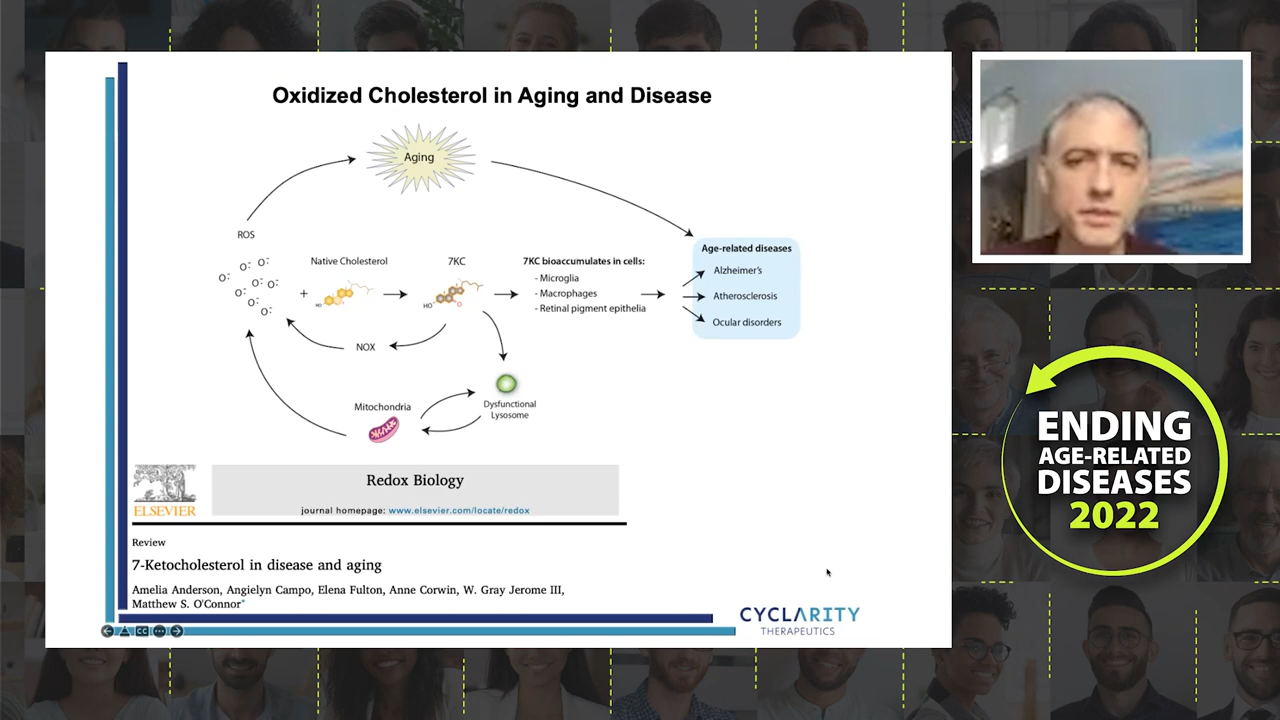 Oxidized Cholesterol in Aging and Disease
Aging
ROS
O⁻ O⁻ O⁻
O⁻ O⁻ O⁻
O⁻ O⁻
+
Native Cholesterol
HO
7KC
HO
O
7KC bioaccumulates in cells:
- Microglia
- Macrophages
- Retinal pigment epithelia
Age-related diseases
Alzheimer's
Atherosclerosis
Ocular disorders
NOX
Mitochondria
Dysfunctional
Lysosome
ELSEVIER
Redox Biology
journal homepage: www.elsevier.com/locate/redox
Review
7-Ketocholesterol in disease and aging
Amelia Anderson, Angielyn Campo, Elena Fulton, Anne Corwin, W. Gray Jerome III,
Matthew S. O'Connor*
CYCLARITY
THERAPEUTICS
CC
ENDING
AGE-RELATED
DISEASES
2022